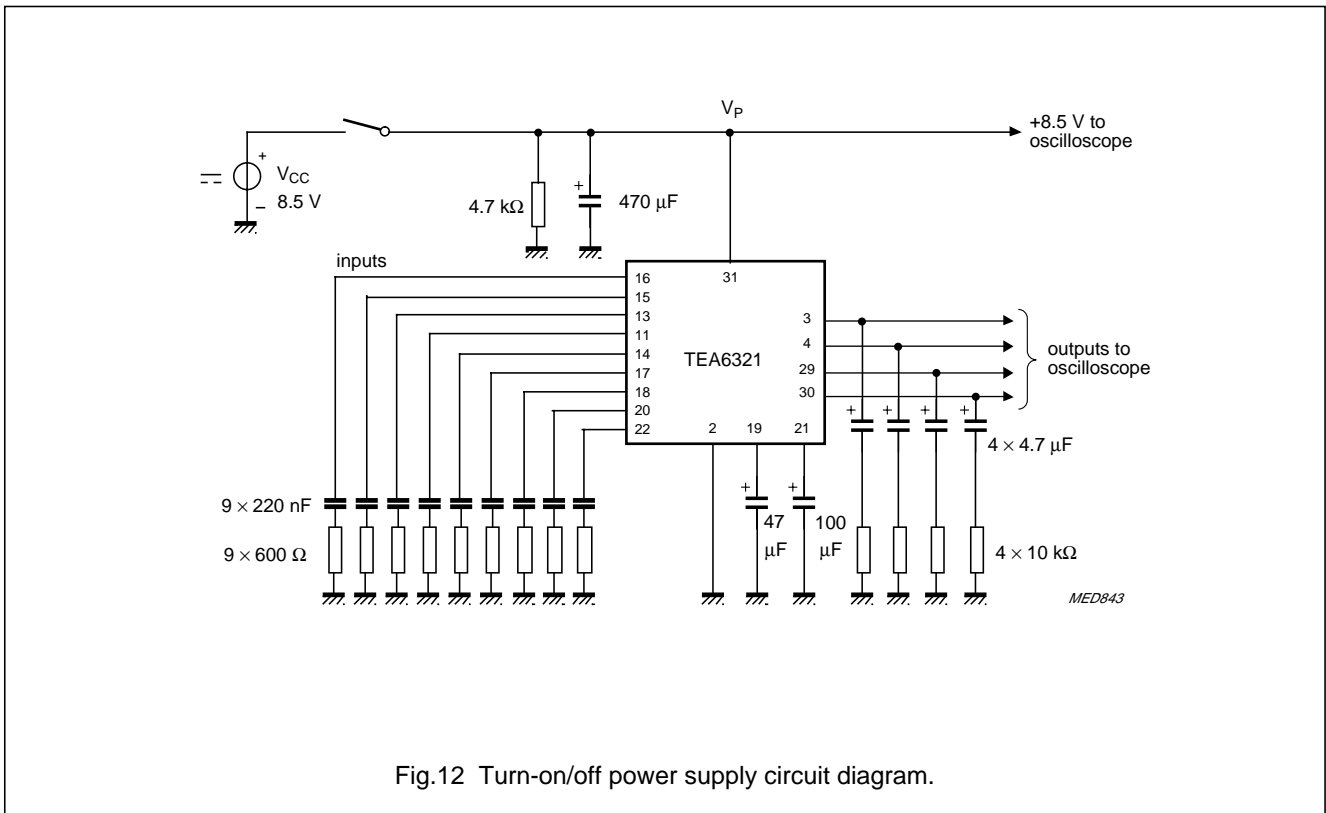 V_P
+8.5 V to
oscilloscope
+
V_CC
8.5 V
–
4.7 kΩ
+
470 μF
inputs
16
15
13
11
14
17
18
20
22
31
TEA6321
3
4
29
30
2
19
21
outputs to
oscilloscope
+
+
+
+
4 × 4.7 μF
+
47
μF
+
100
μF
9 × 220 nF
9 × 600 Ω
4 × 10 kΩ
MED843
Fig.12 Turn-on/off power supply circuit diagram.